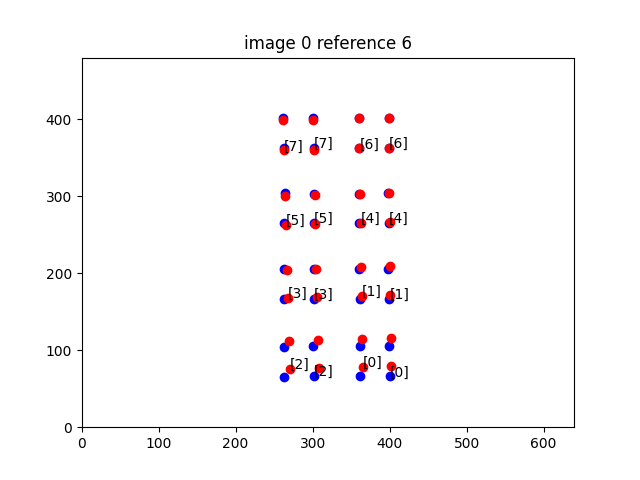 image 0 reference 6
400
[7] [7] [6] [6]
300
[5] [5] [4] [4]
200
[3] [3] [1] [1]
100
[2] [2] [0] [0]
0
0 100 200 300 400 500 600